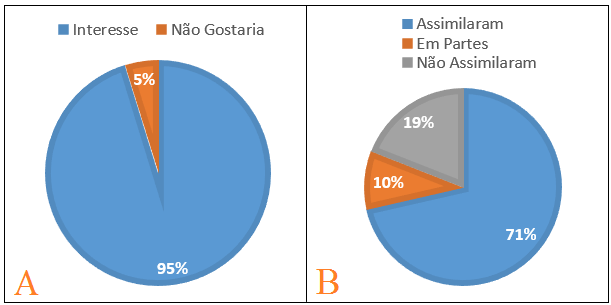 Interesse Não Gostaria
5%
95%
A
Assimilaram
Em Partes
Não Assimilaram
19%
10%
71%
B